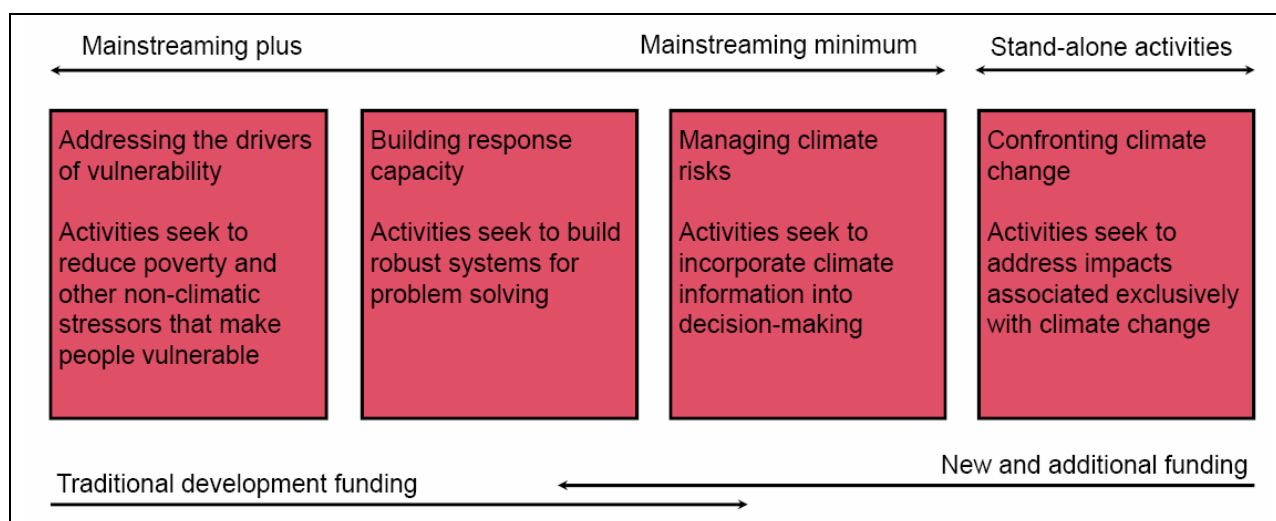 Mainstreaming plus
Mainstreaming minimum
Stand-alone activities
Addressing the drivers
of vulnerability
Activities seek to
reduce poverty and
other non-climatic
stressors that make
people vulnerable
Building response
capacity
Activities seek to build
robust systems for
problem solving
Managing climate
risks
Activities seek to
incorporate climate
information into
decision-making
Confronting climate
change
Activities seek to
address impacts
associated exclusively
with climate change
New and additional funding
Traditional development funding